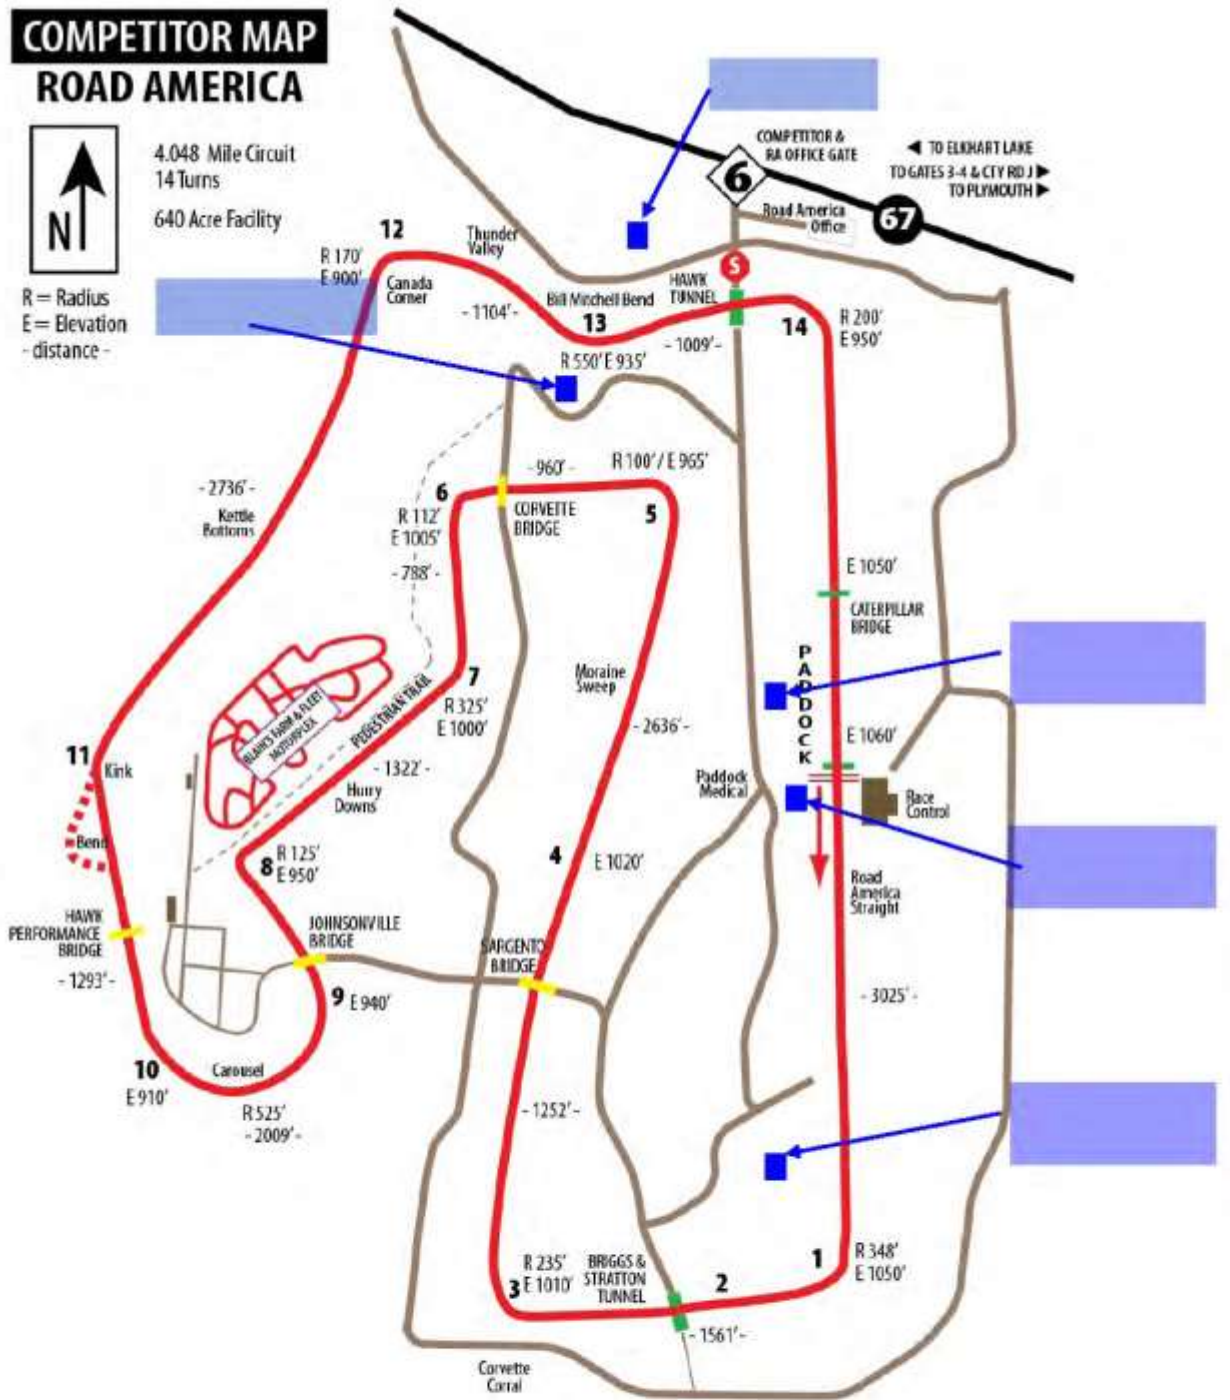 COMPETITOR MAP
ROAD AMERICA
N
4.048 Mile Circuit
14 Turns
640 Acre Facility
R = Radius
E = Elevation
- distance -
COMPETITOR &
RA OFFICE GATE
6
◀ TO ELKHART LAKE
TO GATES 3-4 & CTY RD J ▶
TO PLYMOUTH ▶
67
Road America
Office
S
HAWK
TUNNEL
12
R 170'
E 900'
Canada
Corner
Thunder
Valley
- 1104' -
Bill Mitchell Bend
13
R 550' E 935'
- 1009' -
14
R 200'
E 950'
- 2736' -
Kettle
Bottoms
- 960' -
R 100' / E 965'
6
R 112'
E 1005'
- 788' -
CORVETTE
BRIDGE
5
E 1050'
CATERPILLAR
BRIDGE
PADDOCK
Moraine
Sweep
- 2636' -
7
R 325'
E 1000'
PEDESTRIAN TRAIL
BLAIN'S FARM & FLEET
MOTORPLEX
- 1322' -
Hurry
Downs
E 1060'
Paddock
Medical
Race
Control
11
Kink
Bend
8
R 125'
E 950'
4
E 1020'
Road
America
Straight
HAWK
PERFORMANCE
BRIDGE
- 1293' -
JOHNSONVILLE
BRIDGE
SARGENTO
BRIDGE
9
E 940'
- 3025' -
10
E 910'
Carousel
R 525'
- 2009' -
- 1252' -
R 235'
E 1010'
3
BRIGGS &
STRATTON
TUNNEL
2
1
R 348'
E 1050'
- 1561' -
Corvette
Corral